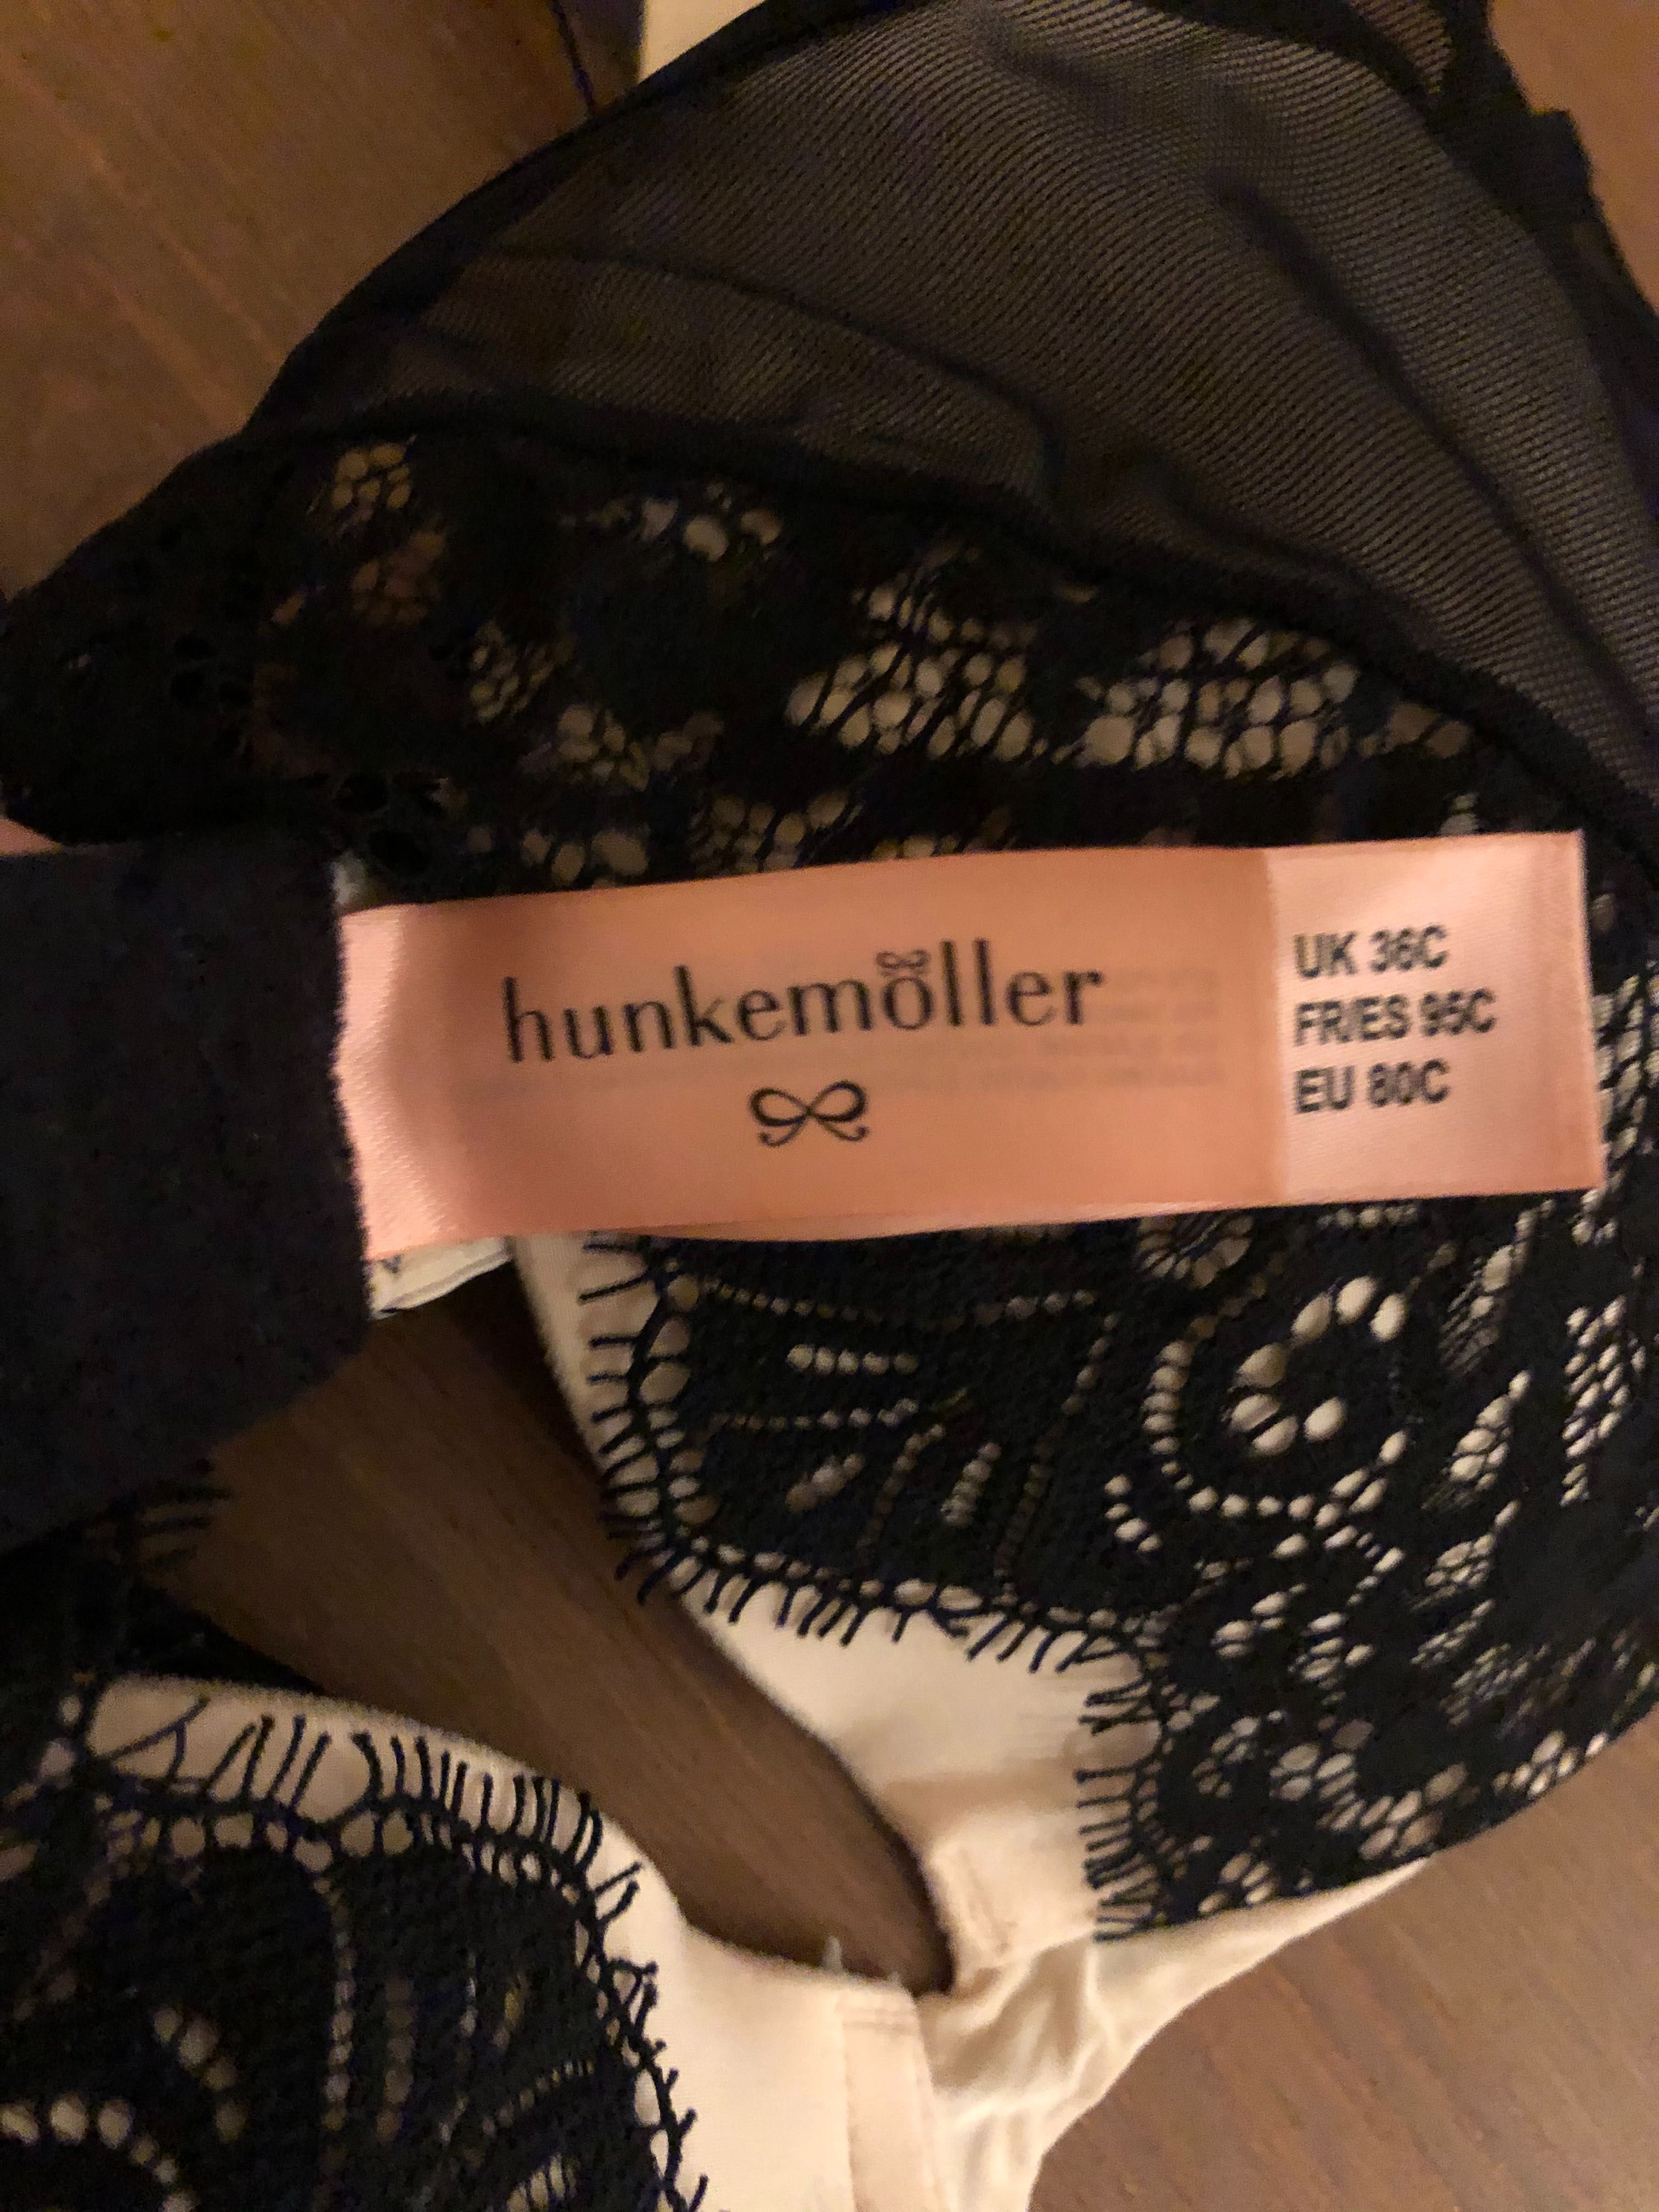 hunkemöller
UK 36C
FR/ES 95C
EU 80C